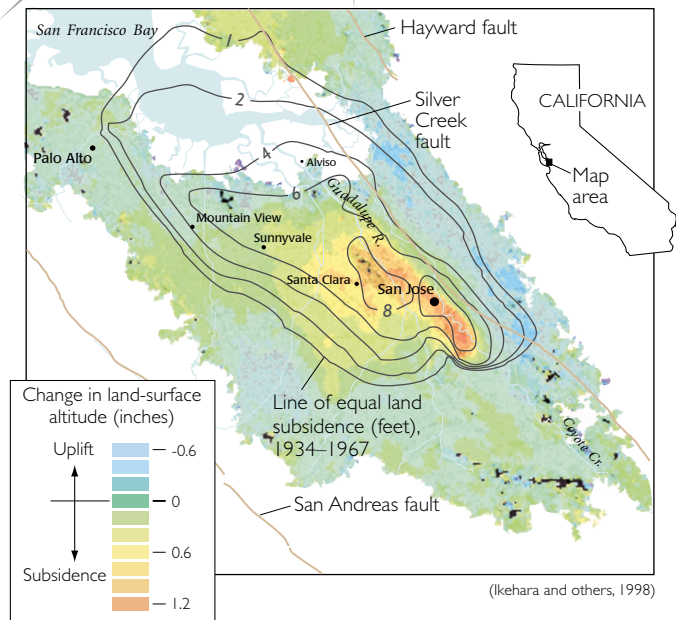 San Francisco Bay
1
Hayward fault
2
Silver
Creek
fault
CALIFORNIA
Map
area
Palo Alto
4
Alviso
6
Guadalupe R.
Mountain View
Sunnyvale
Santa Clara
San Jose
8
Line of equal land
subsidence (feet),
1934–1967
Coyote Cr.
San Andreas fault
Change in land-surface
altitude (inches)
Uplift
-0.6
0
0.6
Subsidence
1.2
(Ikehara and others, 1998)